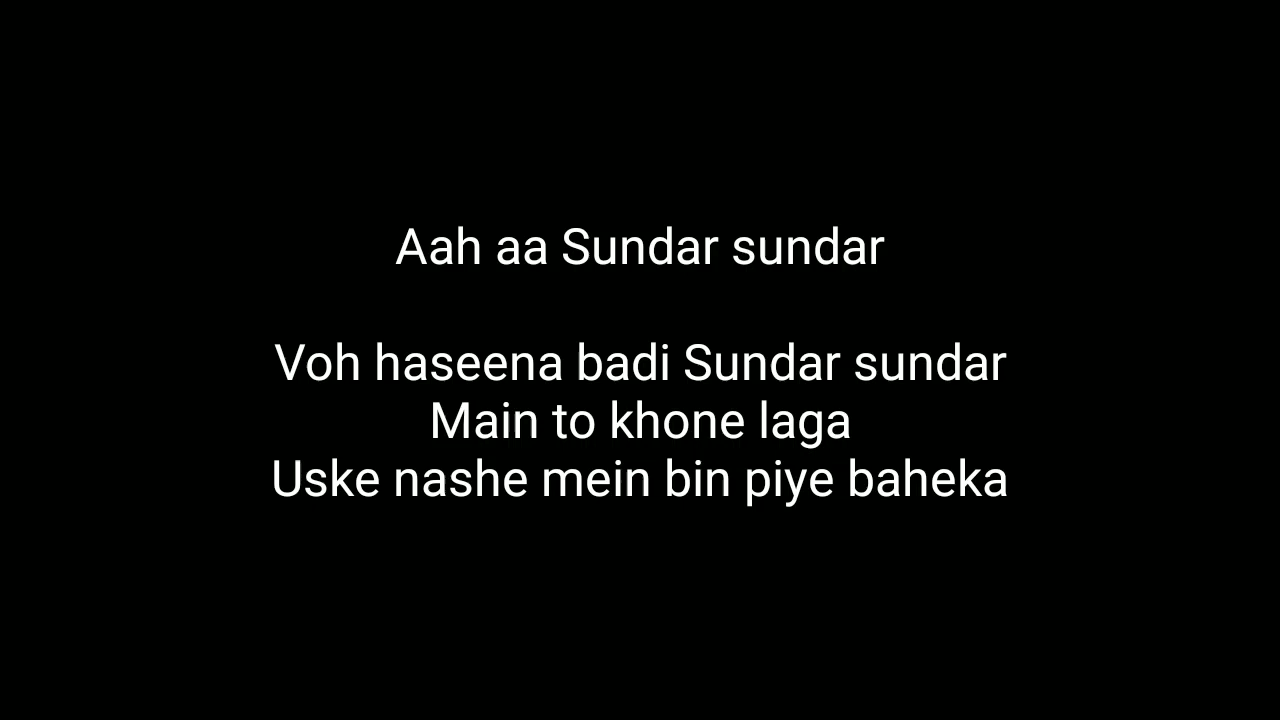 Aah aa Sundar sundar
Voh haseena badi Sundar sundar
Main to khone laga
Uske nashe mein bin piye baheka